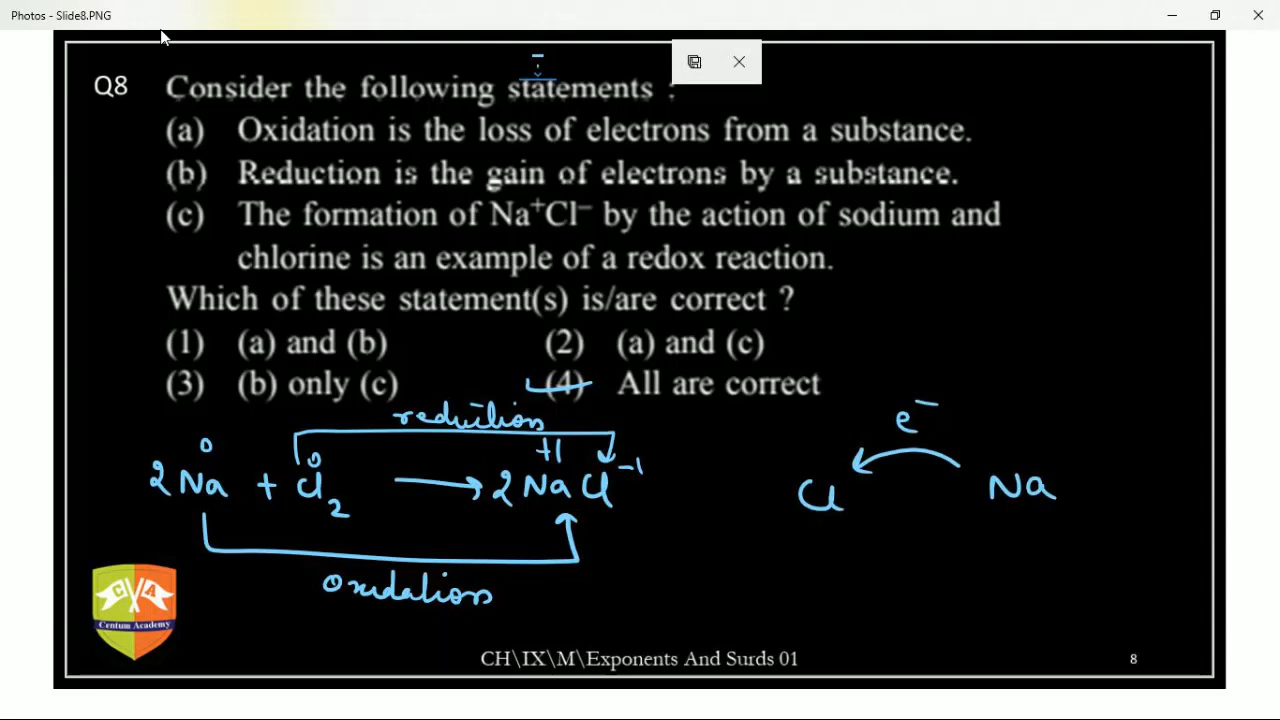 Photos - Slide8.PNG
Q8 Consider the following statements :
(a) Oxidation is the loss of electrons from a substance.
(b) Reduction is the gain of electrons by a substance.
(c) The formation of Na⁺Cl⁻ by the action of sodium and
chlorine is an example of a redox reaction.
Which of these statement(s) is/are correct ?
(1) (a) and (b) (2) (a) and (c)
(3) (b) only (c) (4) All are correct
reduction
e⁻
0 0 +1 -1
2Na + Cl₂ → 2NaCl
Cl Na
Oxidation
C A
Centum Academy
CH\IX\M\Exponents And Surds 01
8